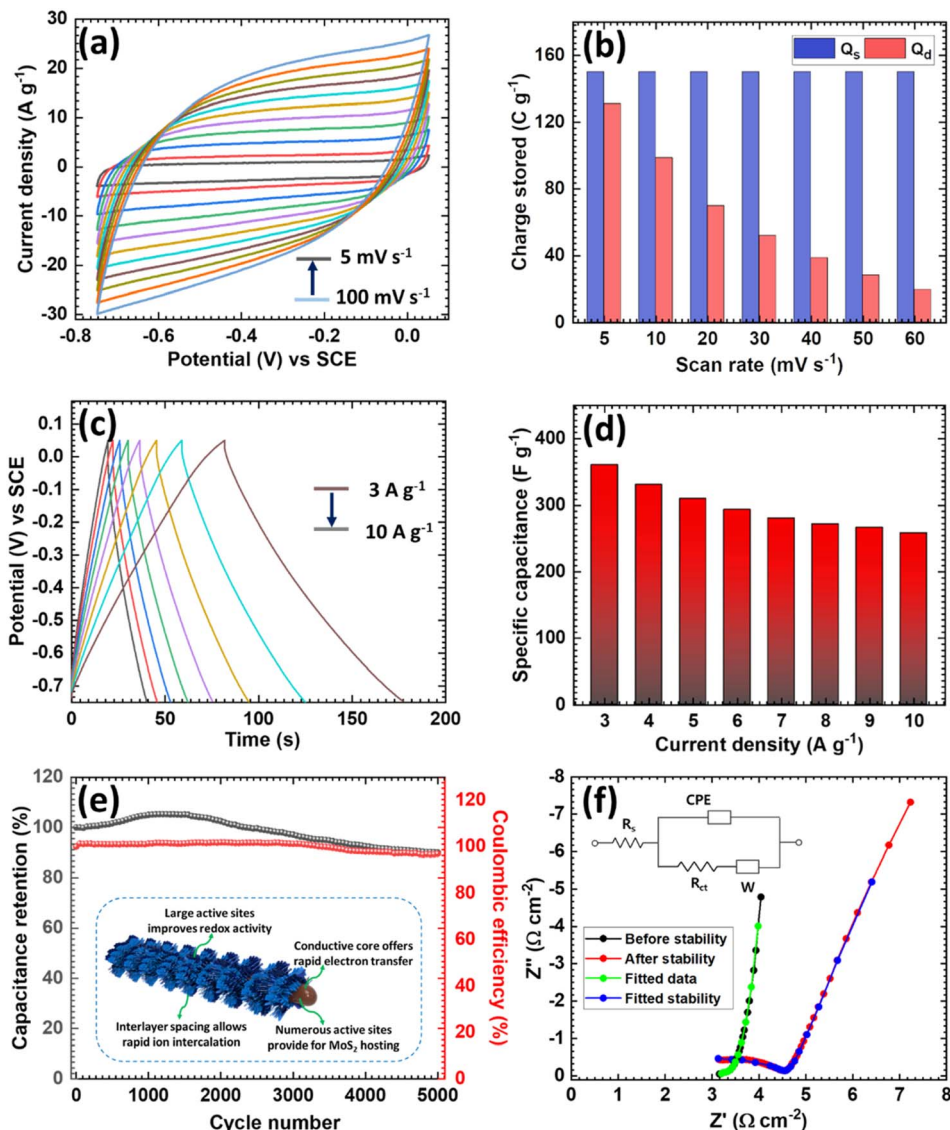 (a)
Current density (A g⁻¹)
30
20
10
0
-10
-20
-30
5 mV s⁻¹
100 mV s⁻¹
-0.8
-0.6
-0.4
-0.2
0.0
Potential (V) vs SCE
(b)
Qs
Qd
Charge stored (C g⁻¹)
160
120
80
40
0
5
10
20
30
40
50
60
Scan rate (mV s⁻¹)
(c)
Potential (V) vs SCE
0.1
0.0
-0.1
-0.2
-0.3
-0.4
-0.5
-0.6
-0.7
3 A g⁻¹
10 A g⁻¹
0
50
100
150
200
Time (s)
(d)
Specific capacitance (F g⁻¹)
400
300
200
100
0
3
4
5
6
7
8
9
10
Current density (A g⁻¹)
(e)
Capacitance retention (%)
120
100
80
60
40
20
0
Large active sites
improves redox activity
Conductive core offers
rapid electron transfer
Interlayer spacing allows
rapid ion intercalation
Numerous active sites
provide for MoS₂ hosting
0
1000
2000
3000
4000
5000
Cycle number
120
100
80
60
40
20
0
Coulombic efficiency (%)
(f)
Z'' (Ω cm⁻²)
-8
-7
-6
-5
-4
-3
-2
-1
0
CPE
Rs
Rct
W
Before stability
After stability
Fitted data
Fitted stability
0
1
2
3
4
5
6
7
8
Z' (Ω cm⁻²)